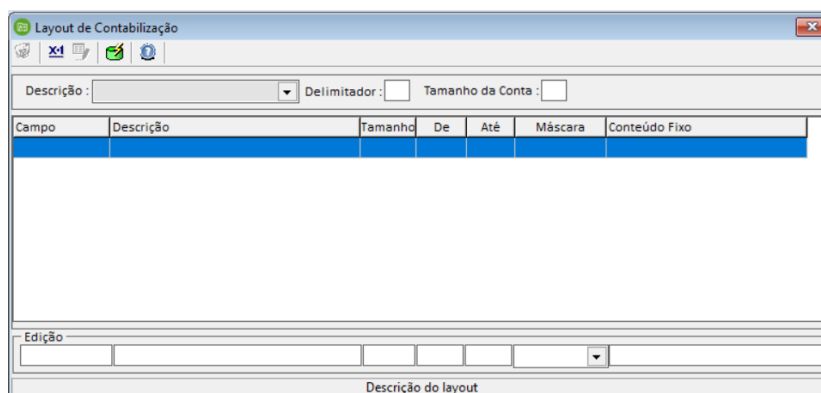 Layout de Contabilização
X-1
Descrição : Delimitador : Tamanho da Conta :
Campo Descrição Tamanho De Até Máscara Conteúdo Fixo
Edição
Descrição do layout